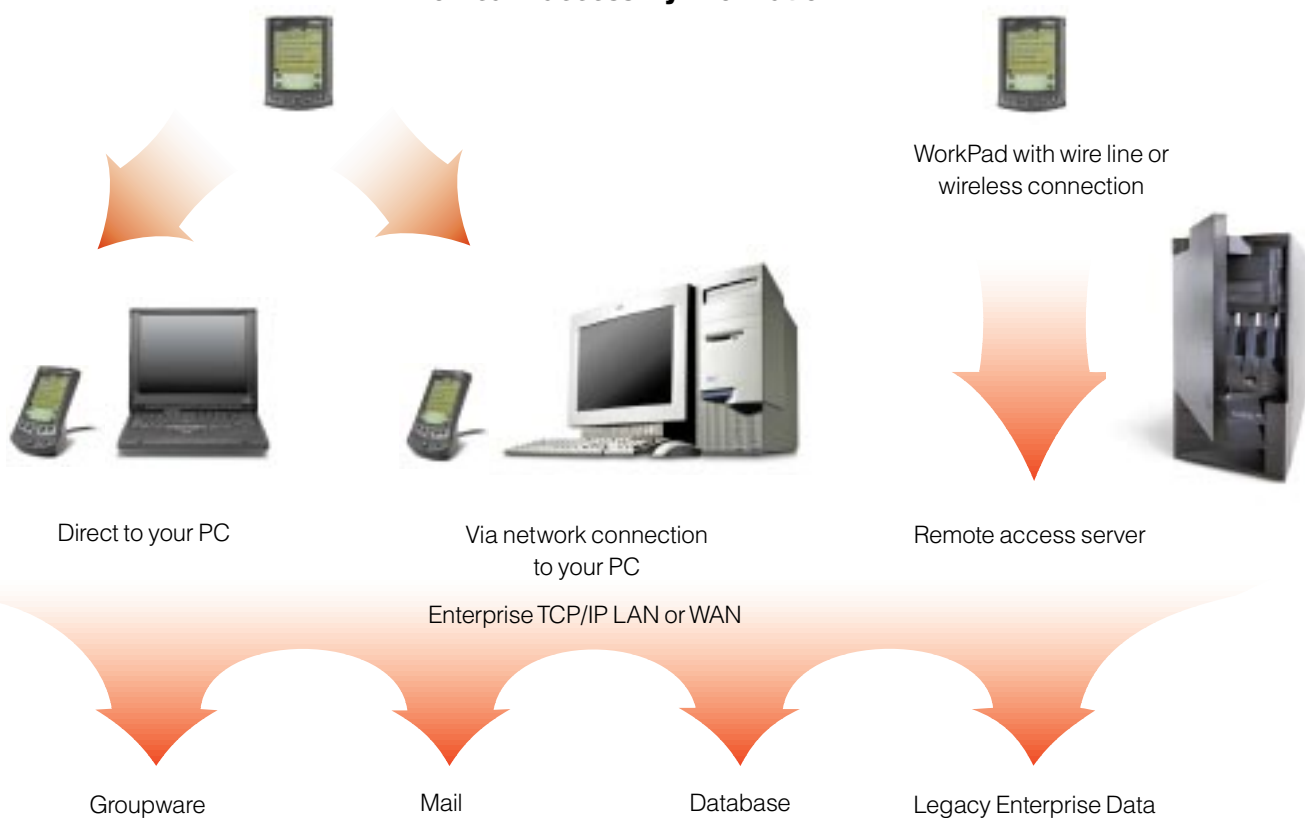 WorkPad with wire line or
wireless connection
Direct to your PC
Via network connection
to your PC
Remote access server
Enterprise TCP/IP LAN or WAN
Groupware
Mail
Database
Legacy Enterprise Data